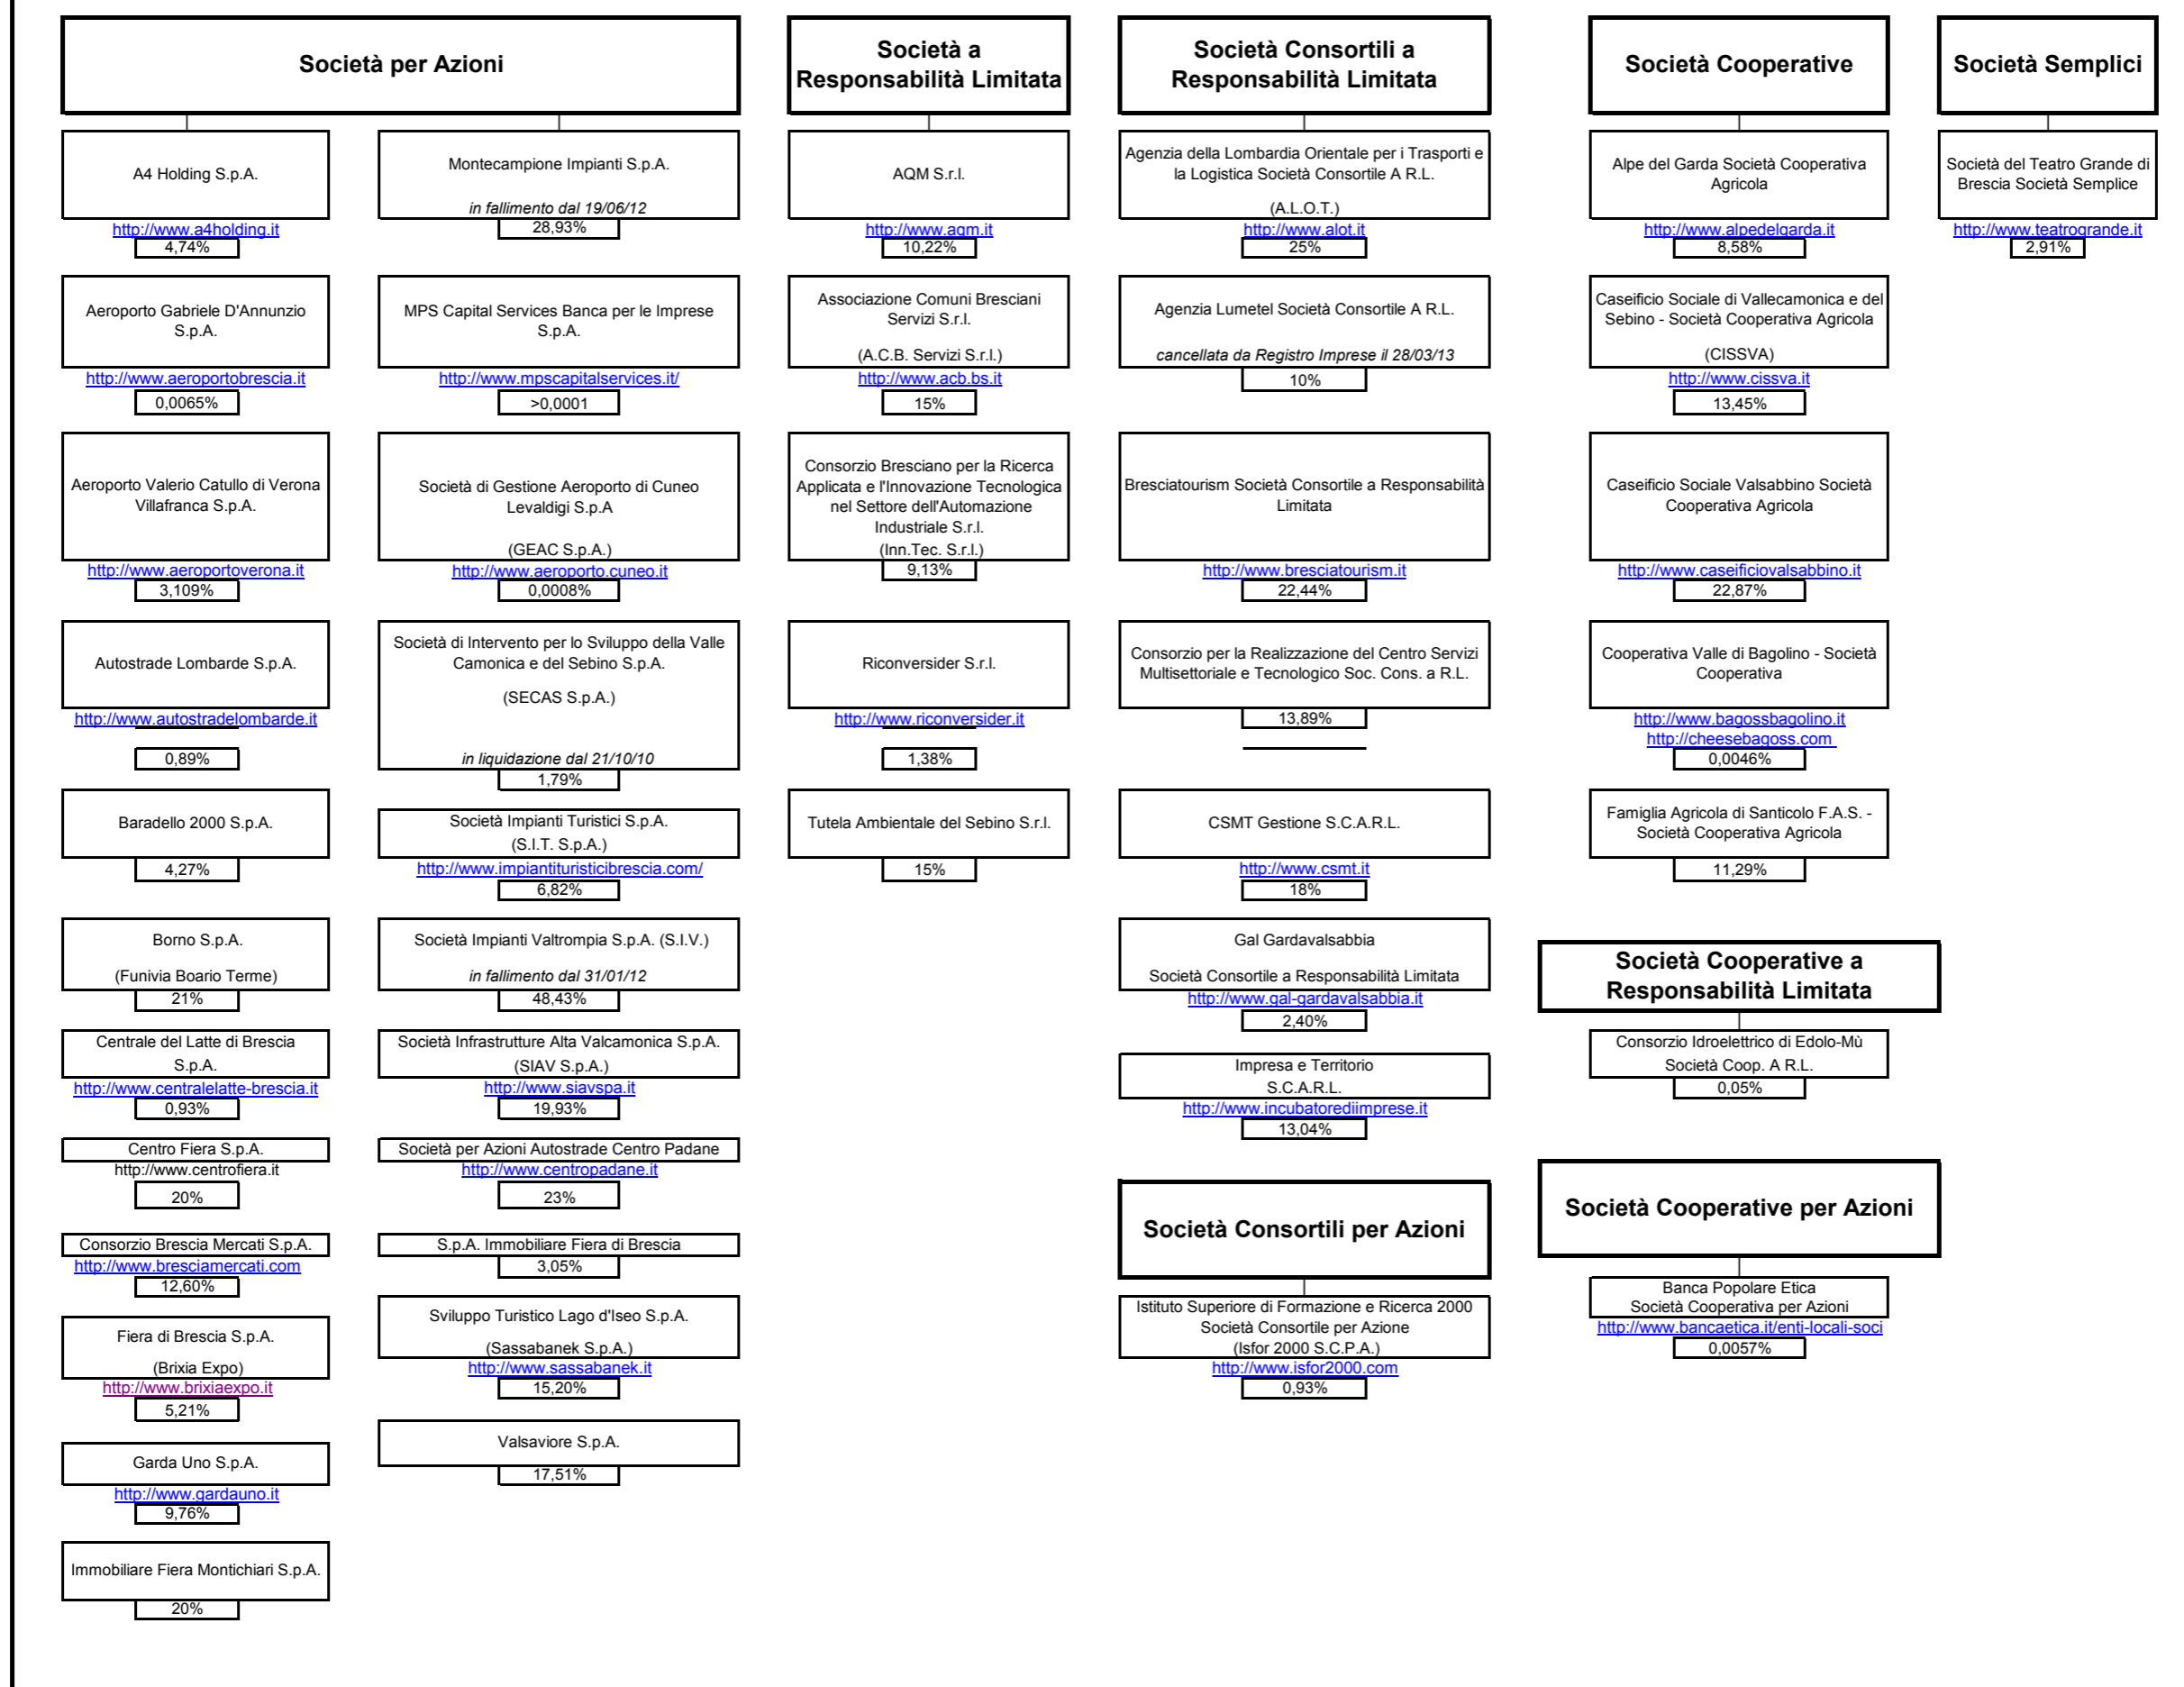 Società per Azioni
A4 Holding S.p.A.
http://www.a4holding.it
4,74%
Aeroporto Gabriele D'Annunzio
S.p.A.
http://www.aeroportobrescia.it
0,0065%
Aeroporto Valerio Catullo di Verona
Villafranca S.p.A.
http://www.aeroportoverona.it
3,109%
Autostrade Lombarde S.p.A.
http://www.autostradelombarde.it
0,89%
Baradello 2000 S.p.A.
4,27%
Borno S.p.A.
(Funivia Boario Terme)
21%
Centrale del Latte di Brescia
S.p.A.
http://www.centralelatte-brescia.it
0,93%
Centro Fiera S.p.A.
http://www.centrofiera.it
20%
Consorzio Brescia Mercati S.p.A.
http://www.bresciamercati.com
12,60%
Fiera di Brescia S.p.A.
(Brixia Expo)
http://www.brixiaexpo.it
5,21%
Garda Uno S.p.A.
http://www.gardauno.it
9,76%
Immobiliare Fiera Montichiari S.p.A.
20%
Montecampione Impianti S.p.A.
in fallimento dal 19/06/12
28,93%
MPS Capital Services Banca per le Imprese
S.p.A.
http://www.mpscapitalservices.it/
>0,0001
Società di Gestione Aeroporto di Cuneo
Levaldigi S.p.A
(GEAC S.p.A.)
http://www.aeroporto.cuneo.it
0,0008%
Società di Intervento per lo Sviluppo della Valle
Camonica e del Sebino S.p.A.
(SECAS S.p.A.)
in liquidazione dal 21/10/10
1,79%
Società Impianti Turistici S.p.A.
(S.I.T. S.p.A.)
http://www.impiantituristicibrescia.com/
6,82%
Società Impianti Valtrompia S.p.A. (S.I.V.)
in fallimento dal 31/01/12
48,43%
Società Infrastrutture Alta Valcamonica S.p.A.
(SIAV S.p.A.)
http://www.siavspa.it
19,93%
Società per Azioni Autostrade Centro Padane
http://www.centropadane.it
23%
S.p.A. Immobiliare Fiera di Brescia
3,05%
Sviluppo Turistico Lago d'Iseo S.p.A.
(Sassabanek S.p.A.)
http://www.sassabanek.it
15,20%
Valsaviore S.p.A.
17,51%
Società a
Responsabilità Limitata
AQM S.r.l.
http://www.aqm.it
10,22%
Associazione Comuni Bresciani
Servizi S.r.l.
(A.C.B. Servizi S.r.l.)
http://www.acb.bs.it
15%
Consorzio Bresciano per la Ricerca
Applicata e l'Innovazione Tecnologica
nel Settore dell'Automazione
Industriale S.r.l.
(Inn.Tec. S.r.l.)
9,13%
Riconversider S.r.l.
http://www.riconversider.it
1,38%
Tutela Ambientale del Sebino S.r.l.
15%
Società Consortili a
Responsabilità Limitata
Agenzia della Lombardia Orientale per i Trasporti e
la Logistica Società Consortile A R.L.
(A.L.O.T.)
http://www.alot.it
25%
Agenzia Lumetel Società Consortile A R.L.
cancellata da Registro Imprese il 28/03/13
10%
Bresciatourism Società Consortile a Responsabilità
Limitata
http://www.bresciatourism.it
22,44%
Consorzio per la Realizzazione del Centro Servizi
Multisettoriale e Tecnologico Soc. Cons. a R.L.
13,89%
CSMT Gestione S.C.A.R.L.
http://www.csmt.it
18%
Gal Gardavalsabbia
Società Consortile a Responsabilità Limitata
http://www.gal-gardavalsabbia.it
2,40%
Impresa e Territorio
S.C.A.R.L.
http://www.incubatorediimprese.it
13,04%
Società Consortili per Azioni
Istituto Superiore di Formazione e Ricerca 2000
Società Consortile per Azione
(Isfor 2000 S.C.P.A.)
http://www.isfor2000.com
0,93%
Società Cooperative
Alpe del Garda Società Cooperativa
Agricola
http://www.alpedelgarda.it
8,58%
Caseificio Sociale di Vallecamonica e del
Sebino - Società Cooperativa Agricola
(CISSVA)
http://www.cissva.it
13,45%
Caseificio Sociale Valsabbino Società
Cooperativa Agricola
http://www.caseificiovalsabbino.it
22,87%
Cooperativa Valle di Bagolino - Società
Cooperativa
http://www.bagossbagolino.it
http://cheesebagoss.com
0,0046%
Famiglia Agricola di Santicolo F.A.S. -
Società Cooperativa Agricola
11,29%
Società Cooperative a
Responsabilità Limitata
Consorzio Idroelettrico di Edolo-Mù
Società Coop. A R.L.
0,05%
Società Cooperative per Azioni
Banca Popolare Etica
Società Cooperativa per Azioni
http://www.bancaetica.it/enti-locali-soci
0,0057%
Società Semplici
Società del Teatro Grande di
Brescia Società Semplice
http://www.teatrogrande.it
2,91%